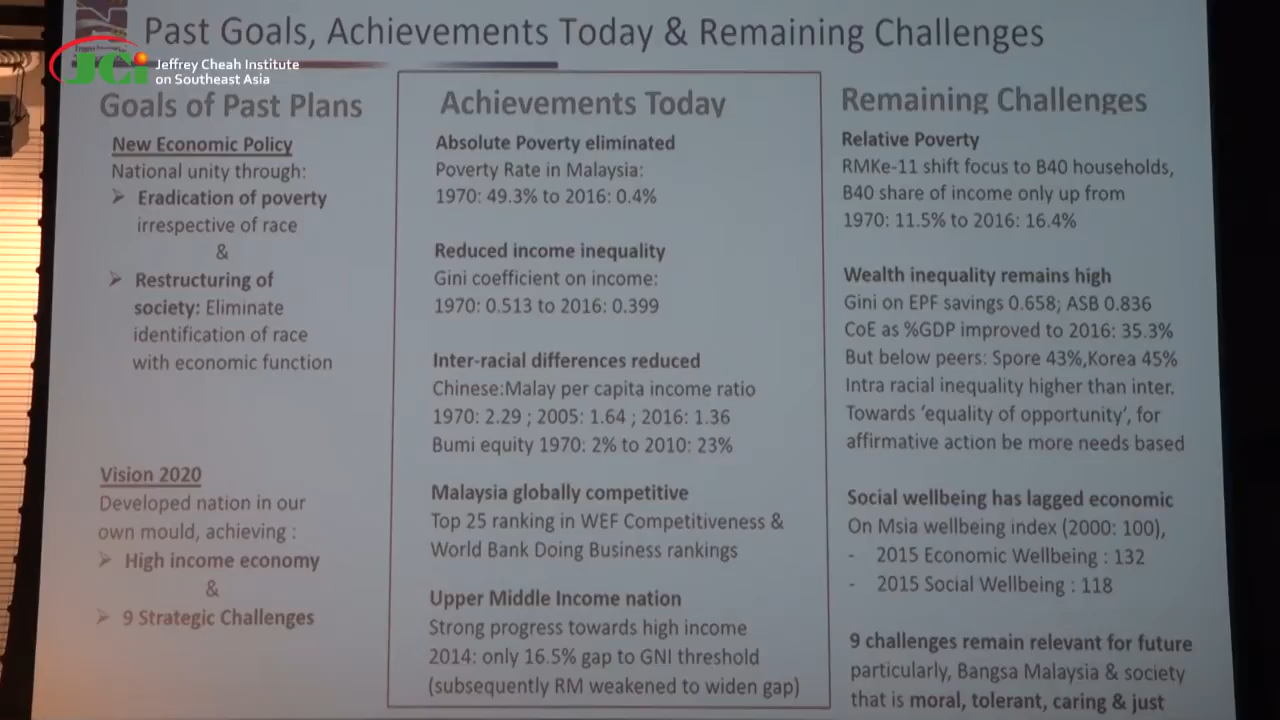 Past Goals, Achievements Today & Remaining Challenges
JCi
Jeffrey Cheah Institute
on Southeast Asia
Goals of Past Plans
New Economic Policy
National unity through:
➢ Eradication of poverty
irrespective of race
&
➢ Restructuring of
society: Eliminate
identification of race
with economic function
Vision 2020
Developed nation in our
own mould, achieving :
➢ High income economy
&
➢ 9 Strategic Challenges
Achievements Today
Absolute Poverty eliminated
Poverty Rate in Malaysia:
1970: 49.3% to 2016: 0.4%
Reduced income inequality
Gini coefficient on income:
1970: 0.513 to 2016: 0.399
Inter-racial differences reduced
Chinese:Malay per capita income ratio
1970: 2.29 ; 2005: 1.64 ; 2016: 1.36
Bumi equity 1970: 2% to 2010: 23%
Malaysia globally competitive
Top 25 ranking in WEF Competitiveness &
World Bank Doing Business rankings
Upper Middle Income nation
Strong progress towards high income
2014: only 16.5% gap to GNI threshold
(subsequently RM weakened to widen gap)
Remaining Challenges
Relative Poverty
RMKe-11 shift focus to B40 households,
B40 share of income only up from
1970: 11.5% to 2016: 16.4%
Wealth inequality remains high
Gini on EPF savings 0.658; ASB 0.836
CoE as %GDP improved to 2016: 35.3%
But below peers: Spore 43%,Korea 45%
Intra racial inequality higher than inter.
Towards 'equality of opportunity', for
affirmative action be more needs based
Social wellbeing has lagged economic
On Msia wellbeing index (2000: 100),
- 2015 Economic Wellbeing : 132
- 2015 Social Wellbeing : 118
9 challenges remain relevant for future
particularly, Bangsa Malaysia & society
that is moral, tolerant, caring & just